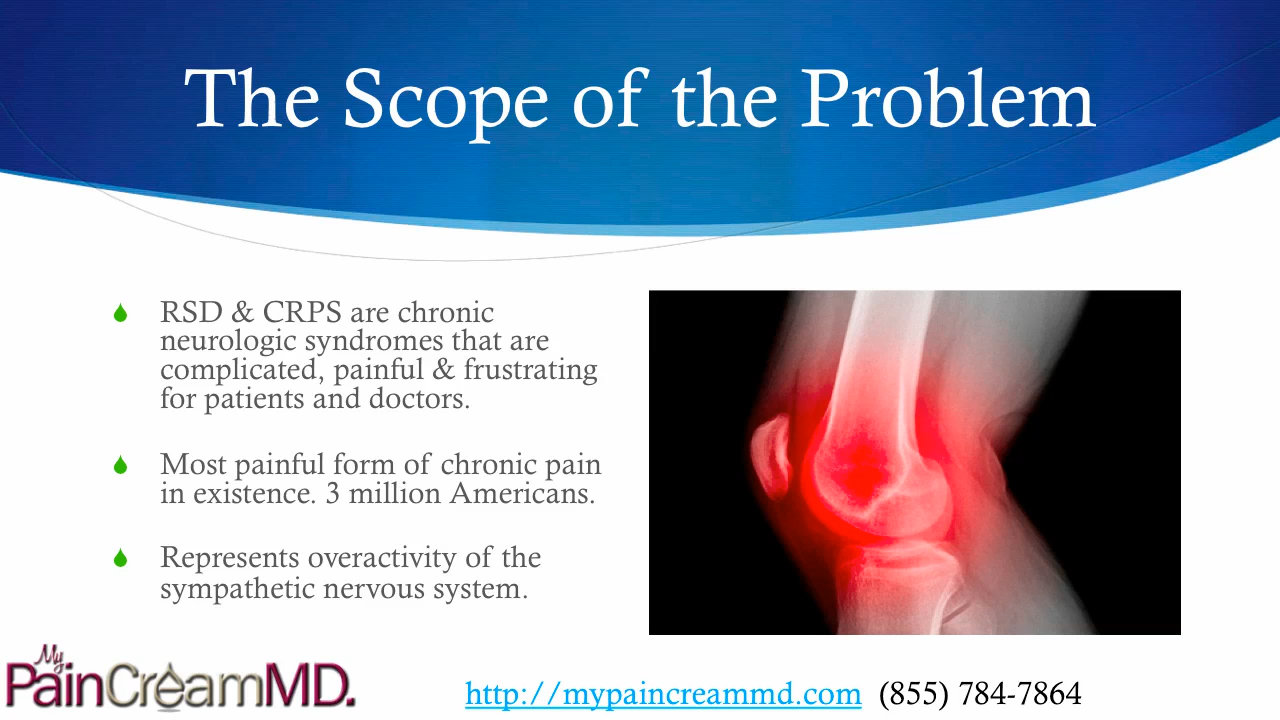 The Scope of the Problem
RSD & CRPS are chronic
neurologic syndromes that are
complicated, painful & frustrating
for patients and doctors.
Most painful form of chronic pain
in existence. 3 million Americans.
Represents overactivity of the
sympathetic nervous system.
My
PainCreamMD.
http://mypaincreammd.com (855) 784-7864